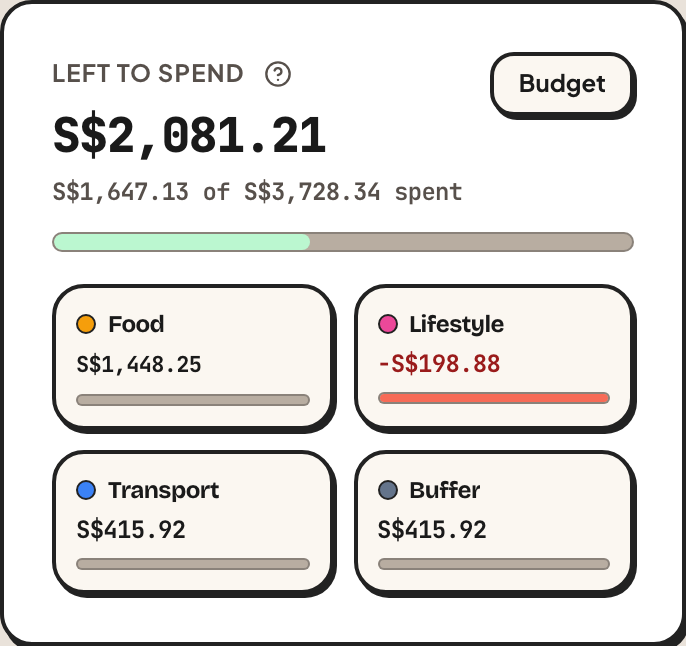 LEFT TO SPEND ?
Budget
S$2,081.21
S$1,647.13 of S$3,728.34 spent
Food
S$1,448.25
Lifestyle
-S$198.88
Transport
S$415.92
Buffer
S$415.92